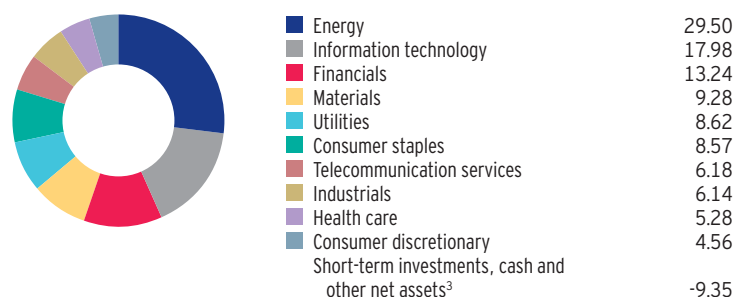 Energy 29.50
Information technology 17.98
Financials 13.24
Materials 9.28
Utilities 8.62
Consumer staples 8.57
Telecommunication services 6.18
Industrials 6.14
Health care 5.28
Consumer discretionary 4.56
Short-term investments, cash and
other net assets³ -9.35